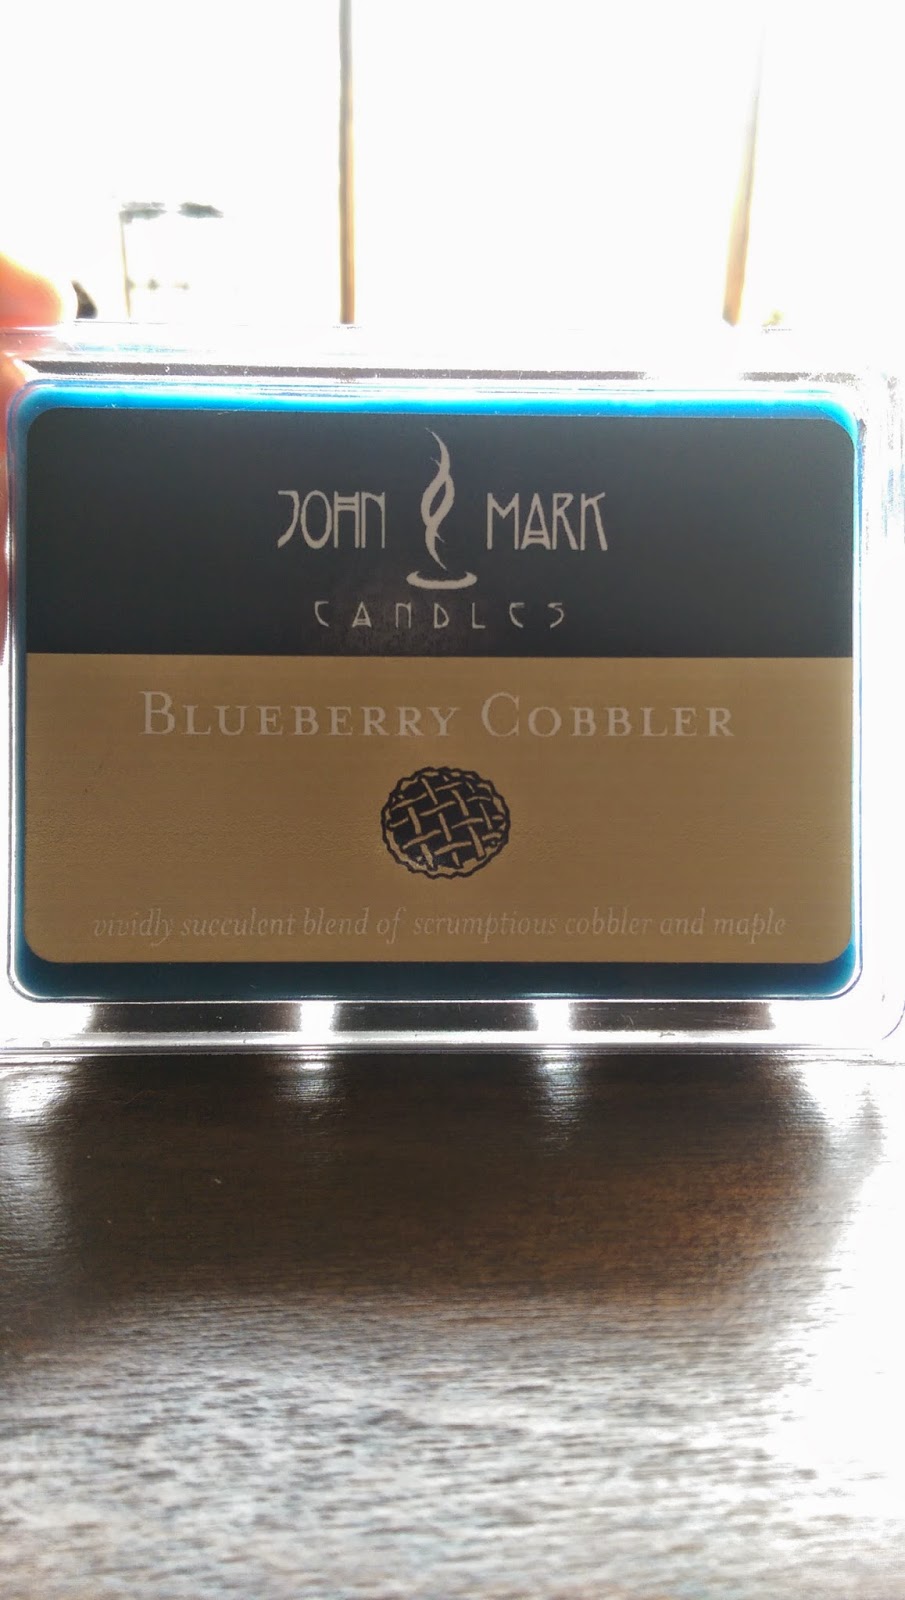 JOHN MARK
CANDLES
BLUEBERRY COBBLER
vividly succulent blend of scrumptious cobbler and maple